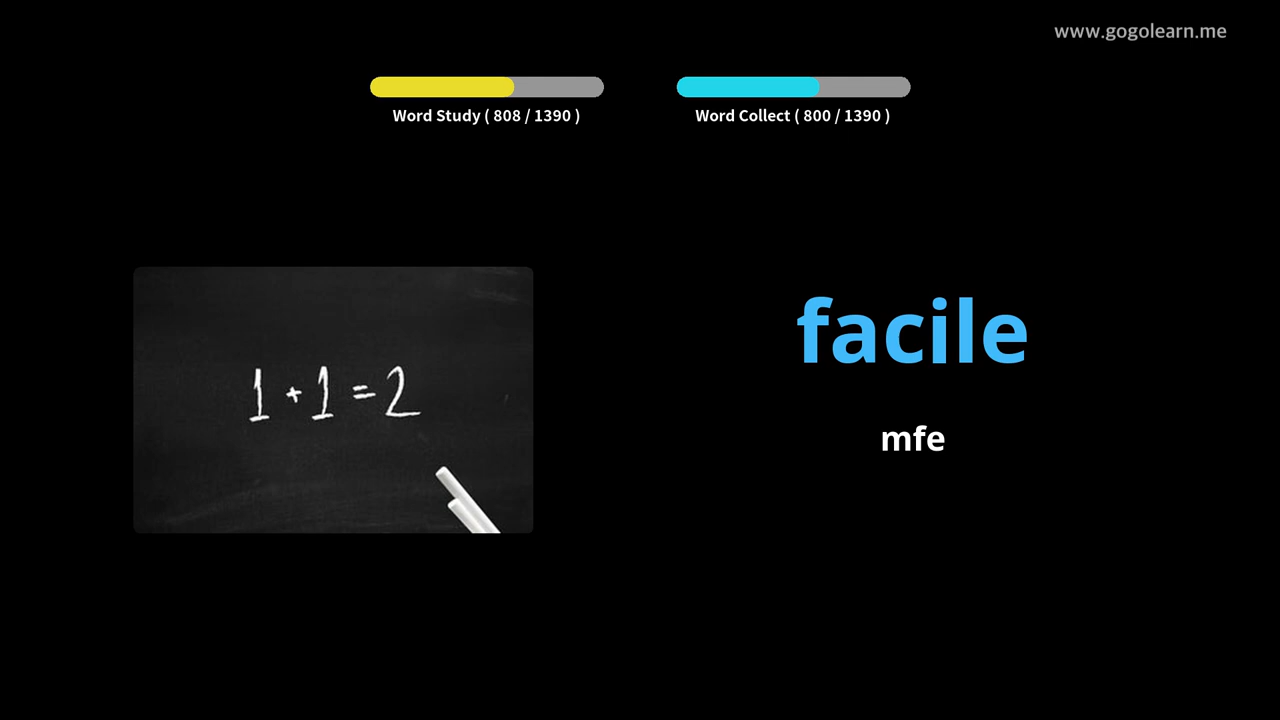 www.gogolearn.me
Word Study ( 808 / 1390 )
Word Collect ( 800 / 1390 )
1 + 1 = 2
facile
mfe